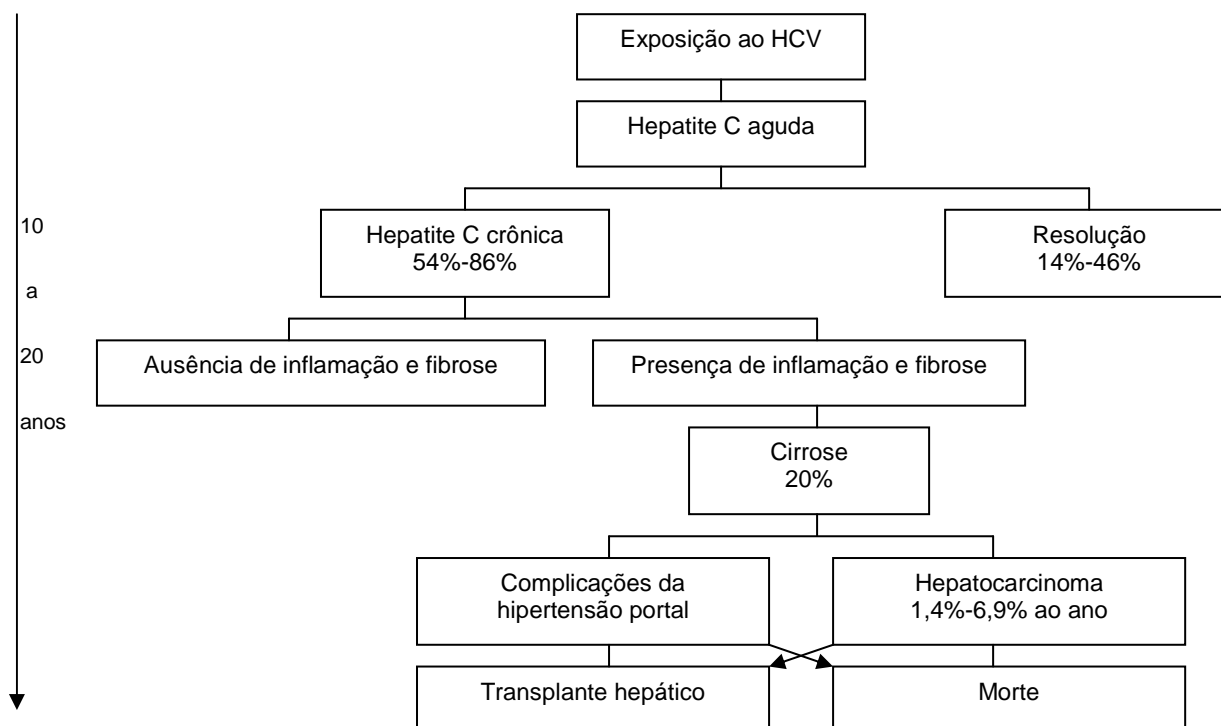 Exposição ao HCV
Hepatite C aguda
Hepatite C crônica
54%-86%
Resolução
14%-46%
10
a
20
anos
Ausência de inflamação e fibrose
Presença de inflamação e fibrose
Cirrose
20%
Complicações da
hipertensão portal
Hepatocarcinoma
1,4%-6,9% ao ano
Transplante hepático
Morte